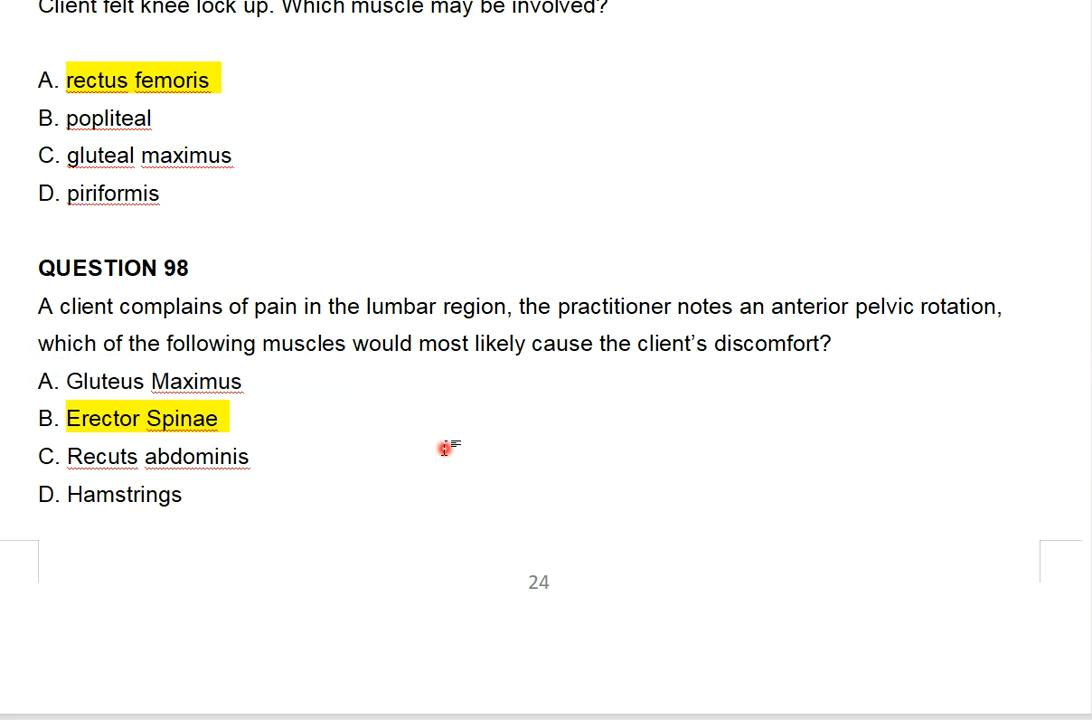 Client felt knee lock up. Which muscle may be involved?
A. rectus femoris
B. popliteal
C. gluteal maximus
D. piriformis
QUESTION 98
A client complains of pain in the lumbar region, the practitioner notes an anterior pelvic rotation,
which of the following muscles would most likely cause the client’s discomfort?
A. Gluteus Maximus
B. Erector Spinae
C. Recuts abdominis
D. Hamstrings
24